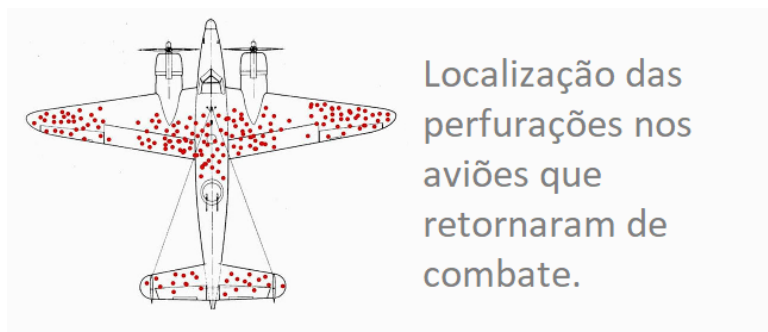 Localização das
perfurações nos
aviões que
retornaram de
combate.